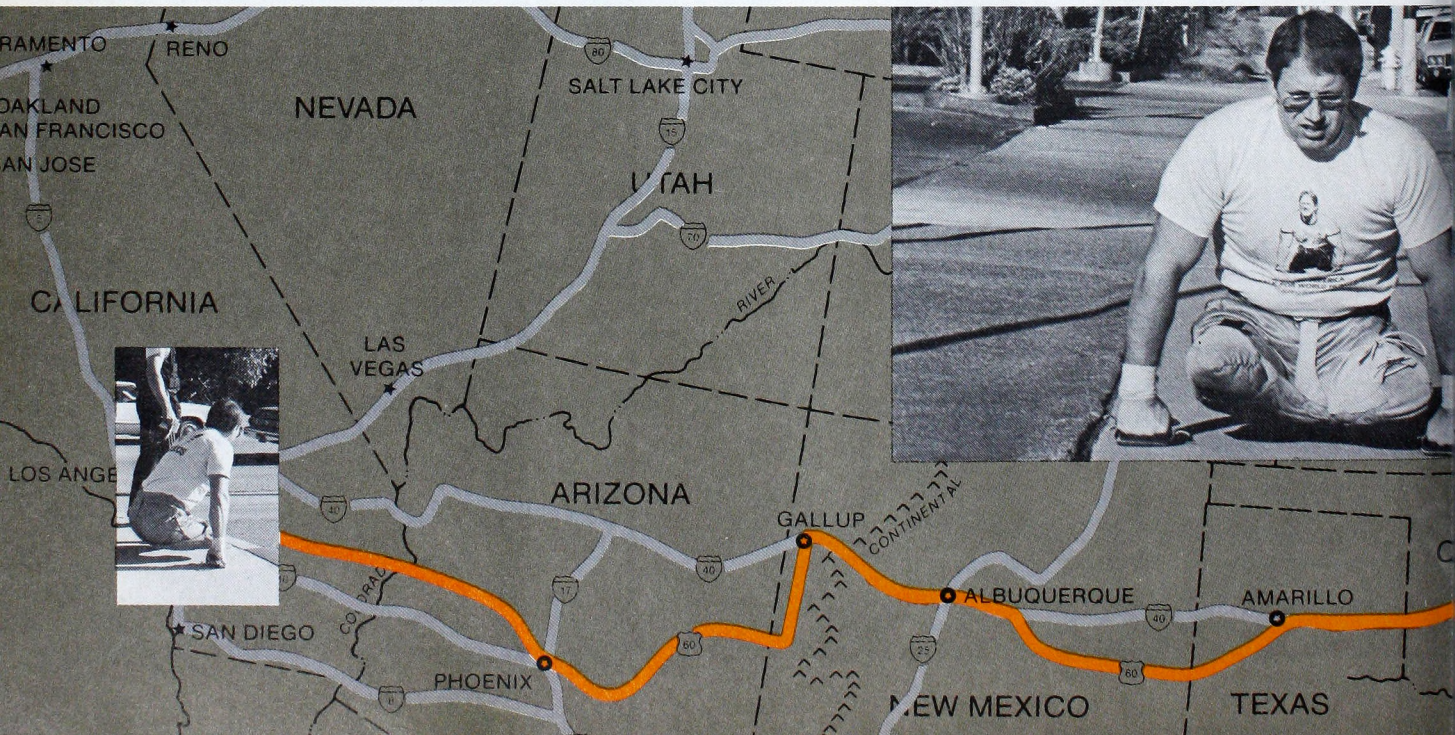 RAMENTO
RENO
80
SALT LAKE CITY
NEVADA
OAKLAND
AN FRANCISCO
15
AN JOSE
UTAH
5
70
CALIFORNIA
RIVER
LAS
VEGAS
LOS ANGE
ARIZONA
40
GALLUP
CONTINENTAL
40
17
COLORAD
ALBUQUERQUE
40
AMARILLO
SAN DIEGO
60
25
60
PHOENIX
8
NEW MEXICO
TEXAS